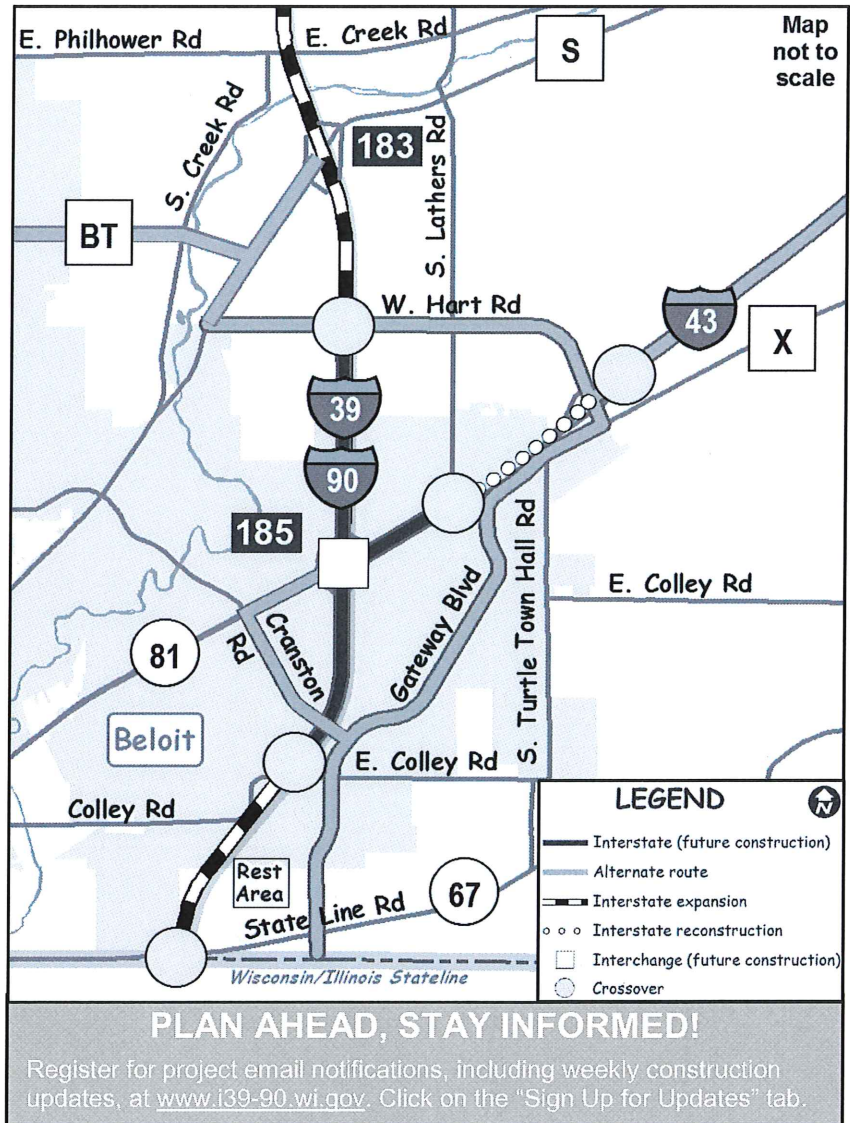 E. Philhower Rd
E. Creek Rd
S
Map
not to
scale
S. Creek Rd
183
S. Lathers Rd
BT
W. Hart Rd
43
X
39
90
185
S. Turtle Town Hall Rd
E. Colley Rd
Gateway Blvd
Cranston
Rd
81
Beloit
E. Colley Rd
Colley Rd
Rest
Area
State Line Rd
67
Wisconsin/Illinois Stateline
LEGEND
N
Interstate (future construction)
Alternate route
Interstate expansion
Interstate reconstruction
Interchange (future construction)
Crossover
PLAN AHEAD, STAY INFORMED!
Register for project email notifications, including weekly construction
updates, at www.i39-90.wi.gov. Click on the “Sign Up for Updates” tab.